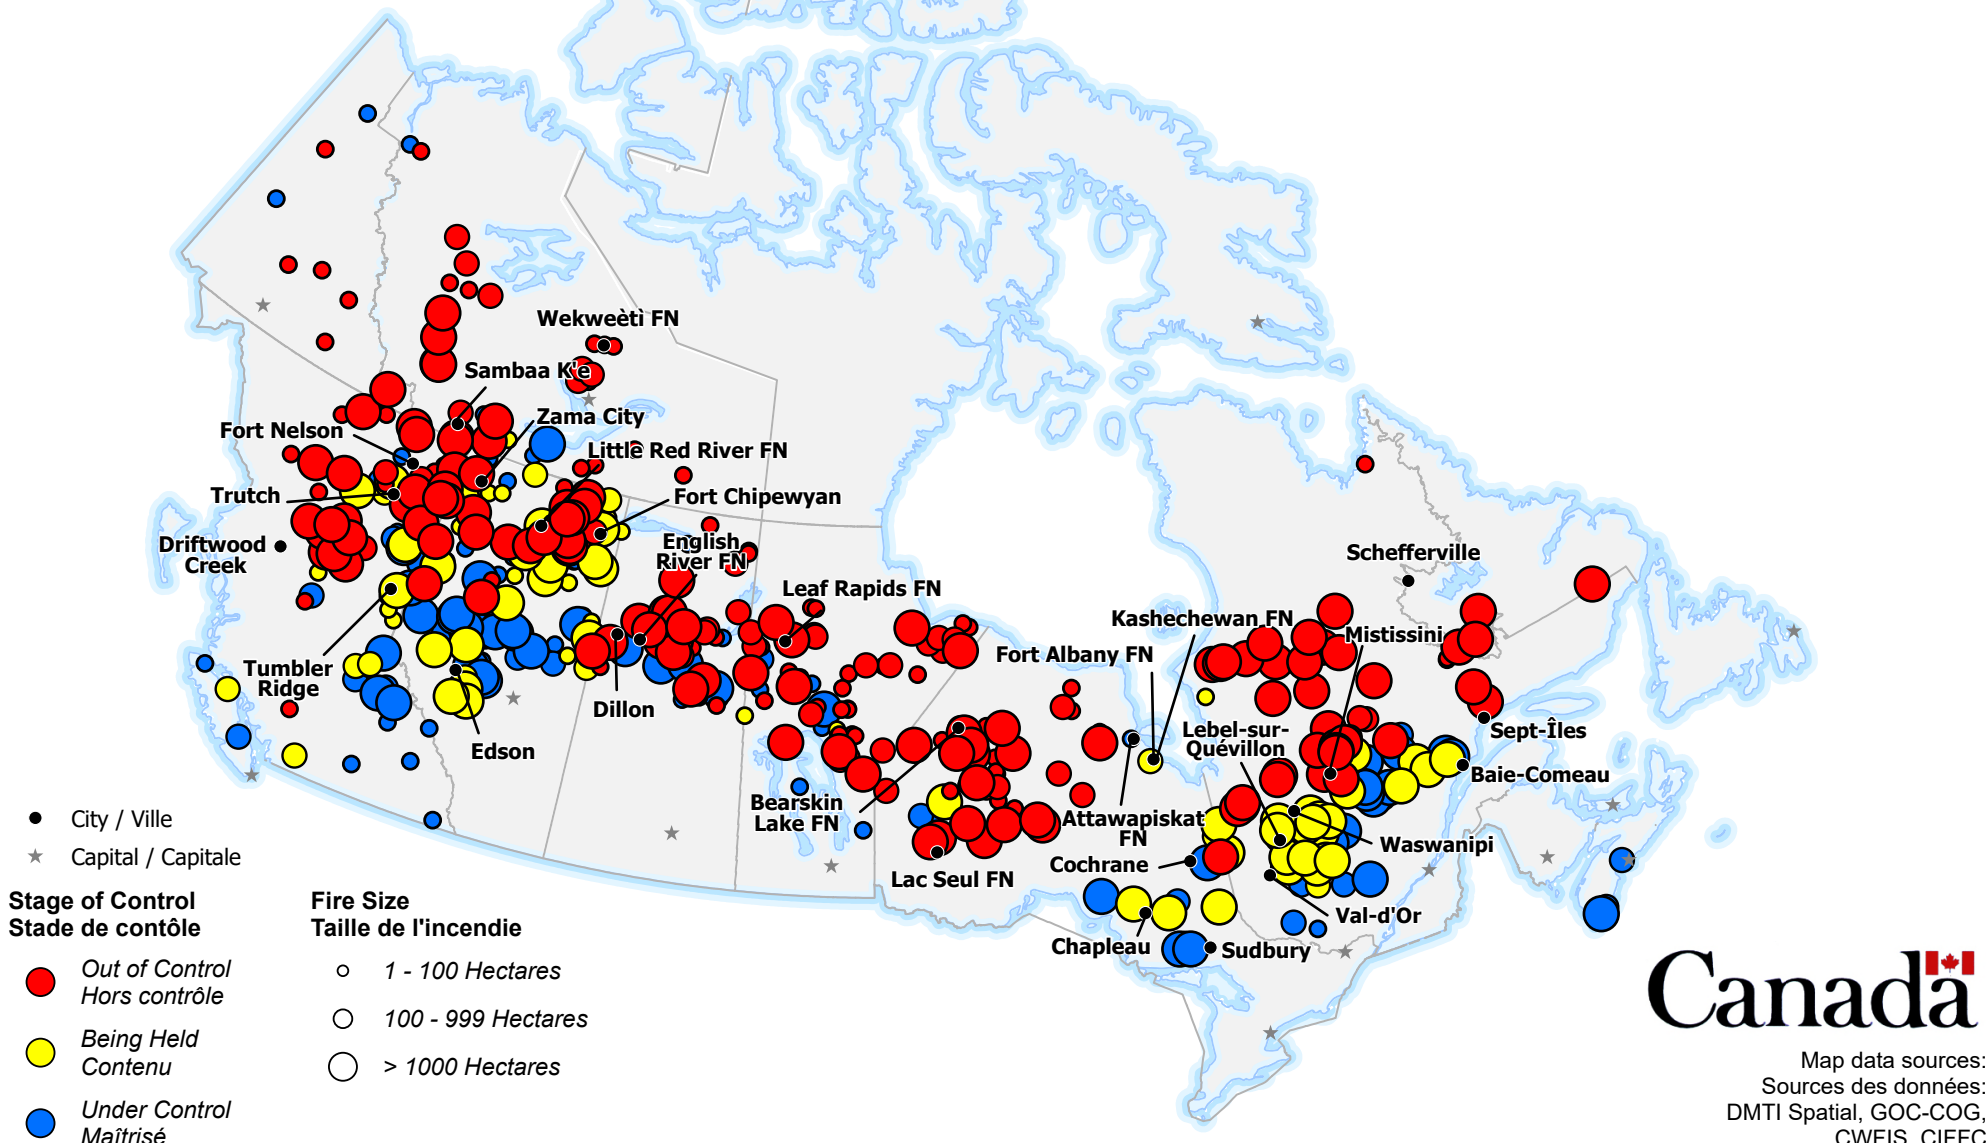 Wekweètì FN
Sambaa K'e
Zama City
Fort Nelson
Little Red River FN
Trutch
Fort Chipewyan
Driftwood
Creek
English
River FN
Leaf Rapids FN
Schefferville
Kashechewan FN
Mistissini
Fort Albany FN
Tumbler
Ridge
Dillon
Edson
Lebel-sur-
Quévillon
Sept-Îles
Baie-Comeau
Bearskin
Lake FN
Attawapiskat
FN
Waswanipi
Cochrane
Lac Seul FN
Val-d'Or
Chapleau
Sudbury
City / Ville
Capital / Capitale
Stage of Control
Stade de contôle
Out of Control
Hors contrôle
Being Held
Contenu
Under Control
Maîtrisé
Fire Size
Taille de l'incendie
1 - 100 Hectares
100 - 999 Hectares
> 1000 Hectares
Canada
Map data sources:
Sources des données:
DMTI Spatial, GOC-COG,
CWFIS, CIFFC